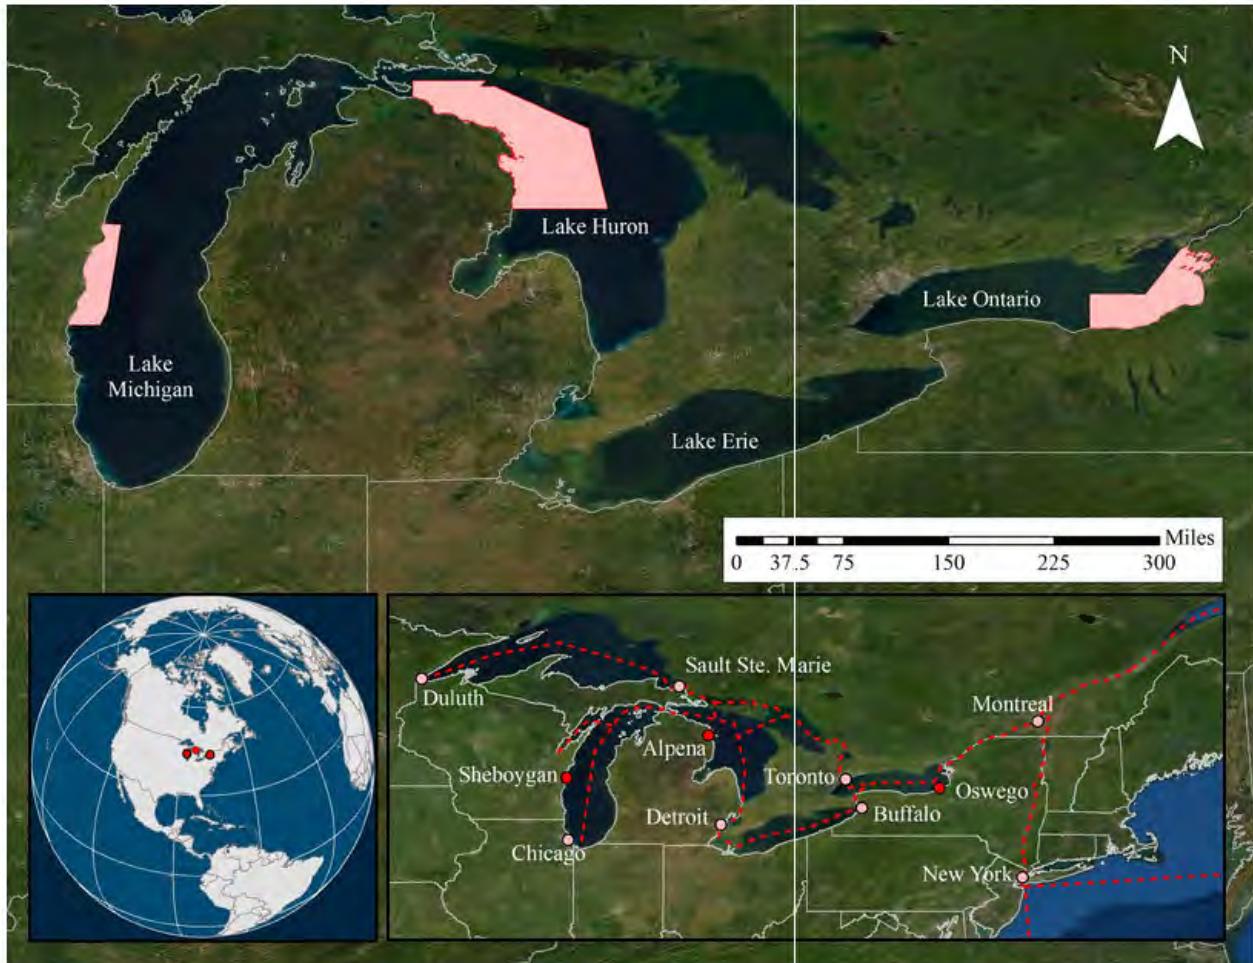 N
Lake Huron
Lake Ontario
Lake
Michigan
Lake Erie
Miles
0 37.5 75 150 225 300
Sault Ste. Marie
Duluth
Montreal
Alpena
Sheboygan
Toronto
Oswego
Detroit
Buffalo
Chicago
New York